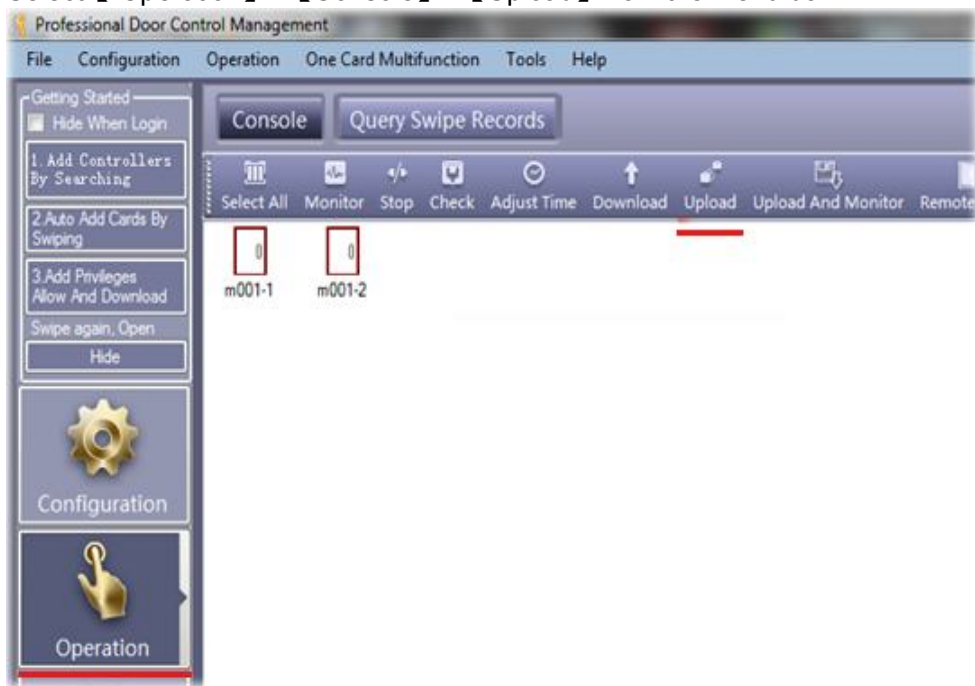 Professional Door Control Management
File Configuration Operation One Card Multifunction Tools Help
Getting Started
Hide When Login
1. Add Controllers
By Searching
2.Auto Add Cards By
Swiping
3.Add Privileges
Allow And Download
Swipe again, Open
Hide
Configuration
Operation
Console Query Swipe Records
Select All Monitor Stop Check Adjust Time Download Upload Upload And Monitor Remote
m001-1 m001-2